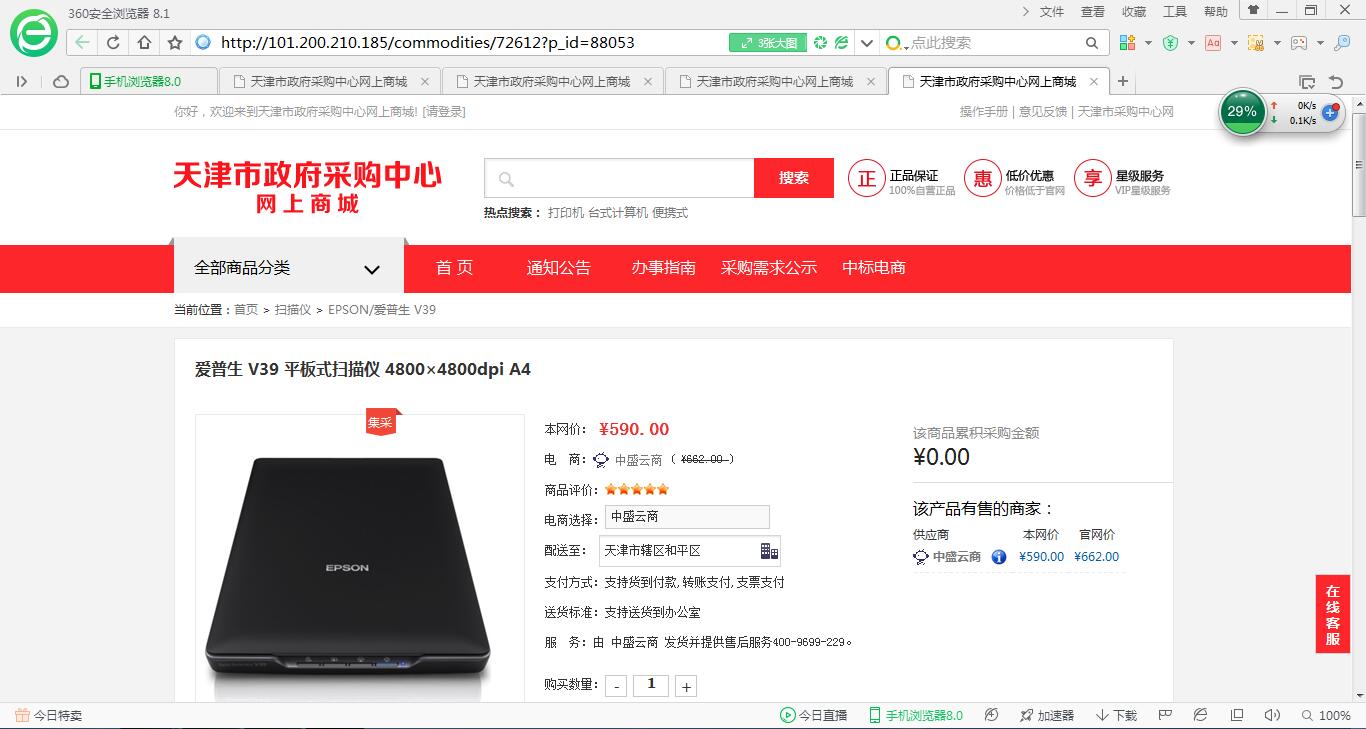 360安全浏览器 8.1
文件 查看 收藏 工具 帮助
http://101.200.210.185/commodities/72612?p_id=88053
3张大图
点此搜索
手机浏览器8.0
天津市政府采购中心网上商城
天津市政府采购中心网上商城
天津市政府采购中心网上商城
天津市政府采购中心网上商城
你好，欢迎来到天津市政府采购中心网上商城! [请登录]
操作手册 | 意见反馈 | 天津市采购中心网
29%
0K/s
0.1K/s
天津市政府采购中心
网上商城
搜索
热点搜索： 打印机 台式计算机 便携式
正 正品保证
100%自营正品
惠 低价优惠
价格低于官网
享 星级服务
VIP星级服务
全部商品分类
首 页 通知公告 办事指南 采购需求公示 中标电商
当前位置：首页 > 扫描仪 > EPSON/爱普生 V39
爱普生 V39 平板式扫描仪 4800×4800dpi A4
集采
EPSON
本网价： ¥590.00
电 商： 中盛云商 （ ¥662.00 ）
商品评价：
电商选择： 中盛云商
配送至： 天津市辖区和平区
支付方式：支持货到付款,转账支付,支票支付
送货标准：支持送货到办公室
服 务：由 中盛云商 发货并提供售后服务400-9699-229。
购买数量： - 1 +
该商品累积采购金额
¥0.00
该产品有售的商家：
供应商 本网价 官网价
中盛云商 ¥590.00 ¥662.00
在线客服
今日特卖
今日直播
手机浏览器8.0
加速器
下载
100%